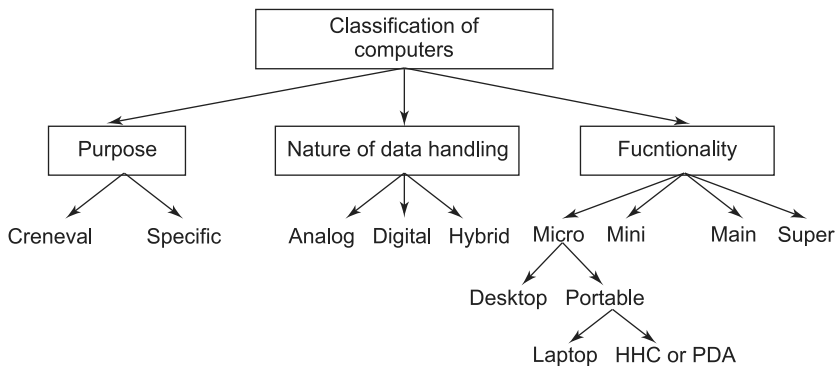 Classification of
computers
Purpose
Nature of data handling
Fucntionality
Creneval
Specific
Analog
Digital
Hybrid
Micro
Mini
Main
Super
Desktop
Portable
Laptop
HHC or PDA